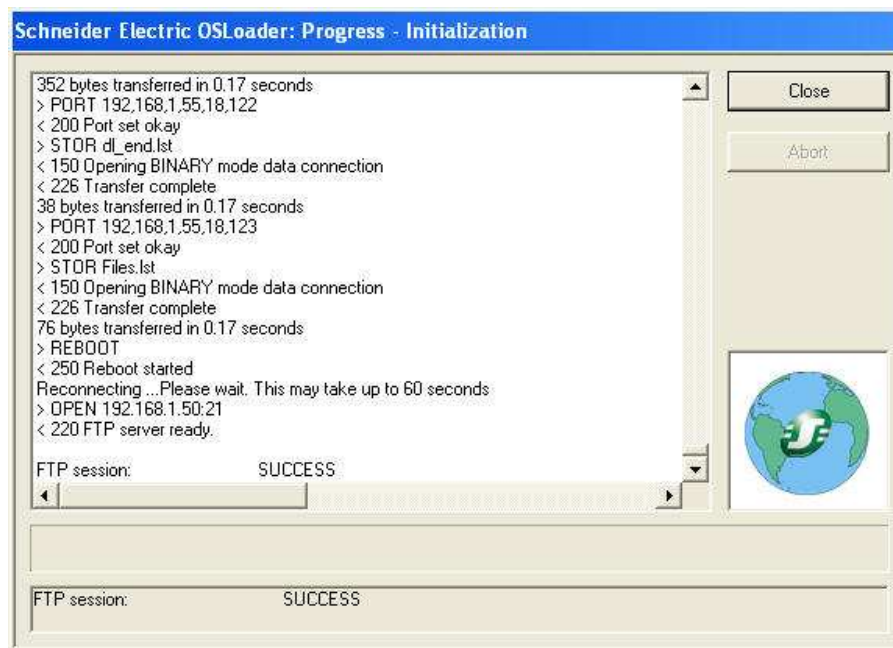 Schneider Electric OSLoader: Progress - Initialization
352 bytes transferred in 0.17 seconds
> PORT 192,168,1,55,18,122
< 200 Port set okay
> STOR dl_end.lst
< 150 Opening BINARY mode data connection
< 226 Transfer complete
38 bytes transferred in 0.17 seconds
> PORT 192,168,1,55,18,123
< 200 Port set okay
> STOR Files.lst
< 150 Opening BINARY mode data connection
< 226 Transfer complete
76 bytes transferred in 0.17 seconds
> REBOOT
< 250 Reboot started
Reconnecting ...Please wait. This may take up to 60 seconds
> OPEN 192.168.1.50:21
< 220 FTP server ready.
FTP session: SUCCESS
Close
Abort
FTP session: SUCCESS